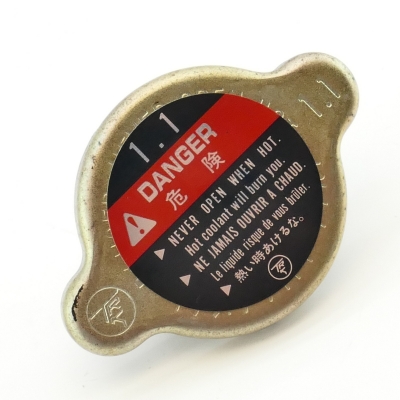 1.1
DANGER
危険
NEVER OPEN WHEN HOT.
Hot coolant will burn you.
NE JAMAIS OUVRIR A CHAUD.
Le liquide risque de vous brûler.
熱い時あけるな。
1.1